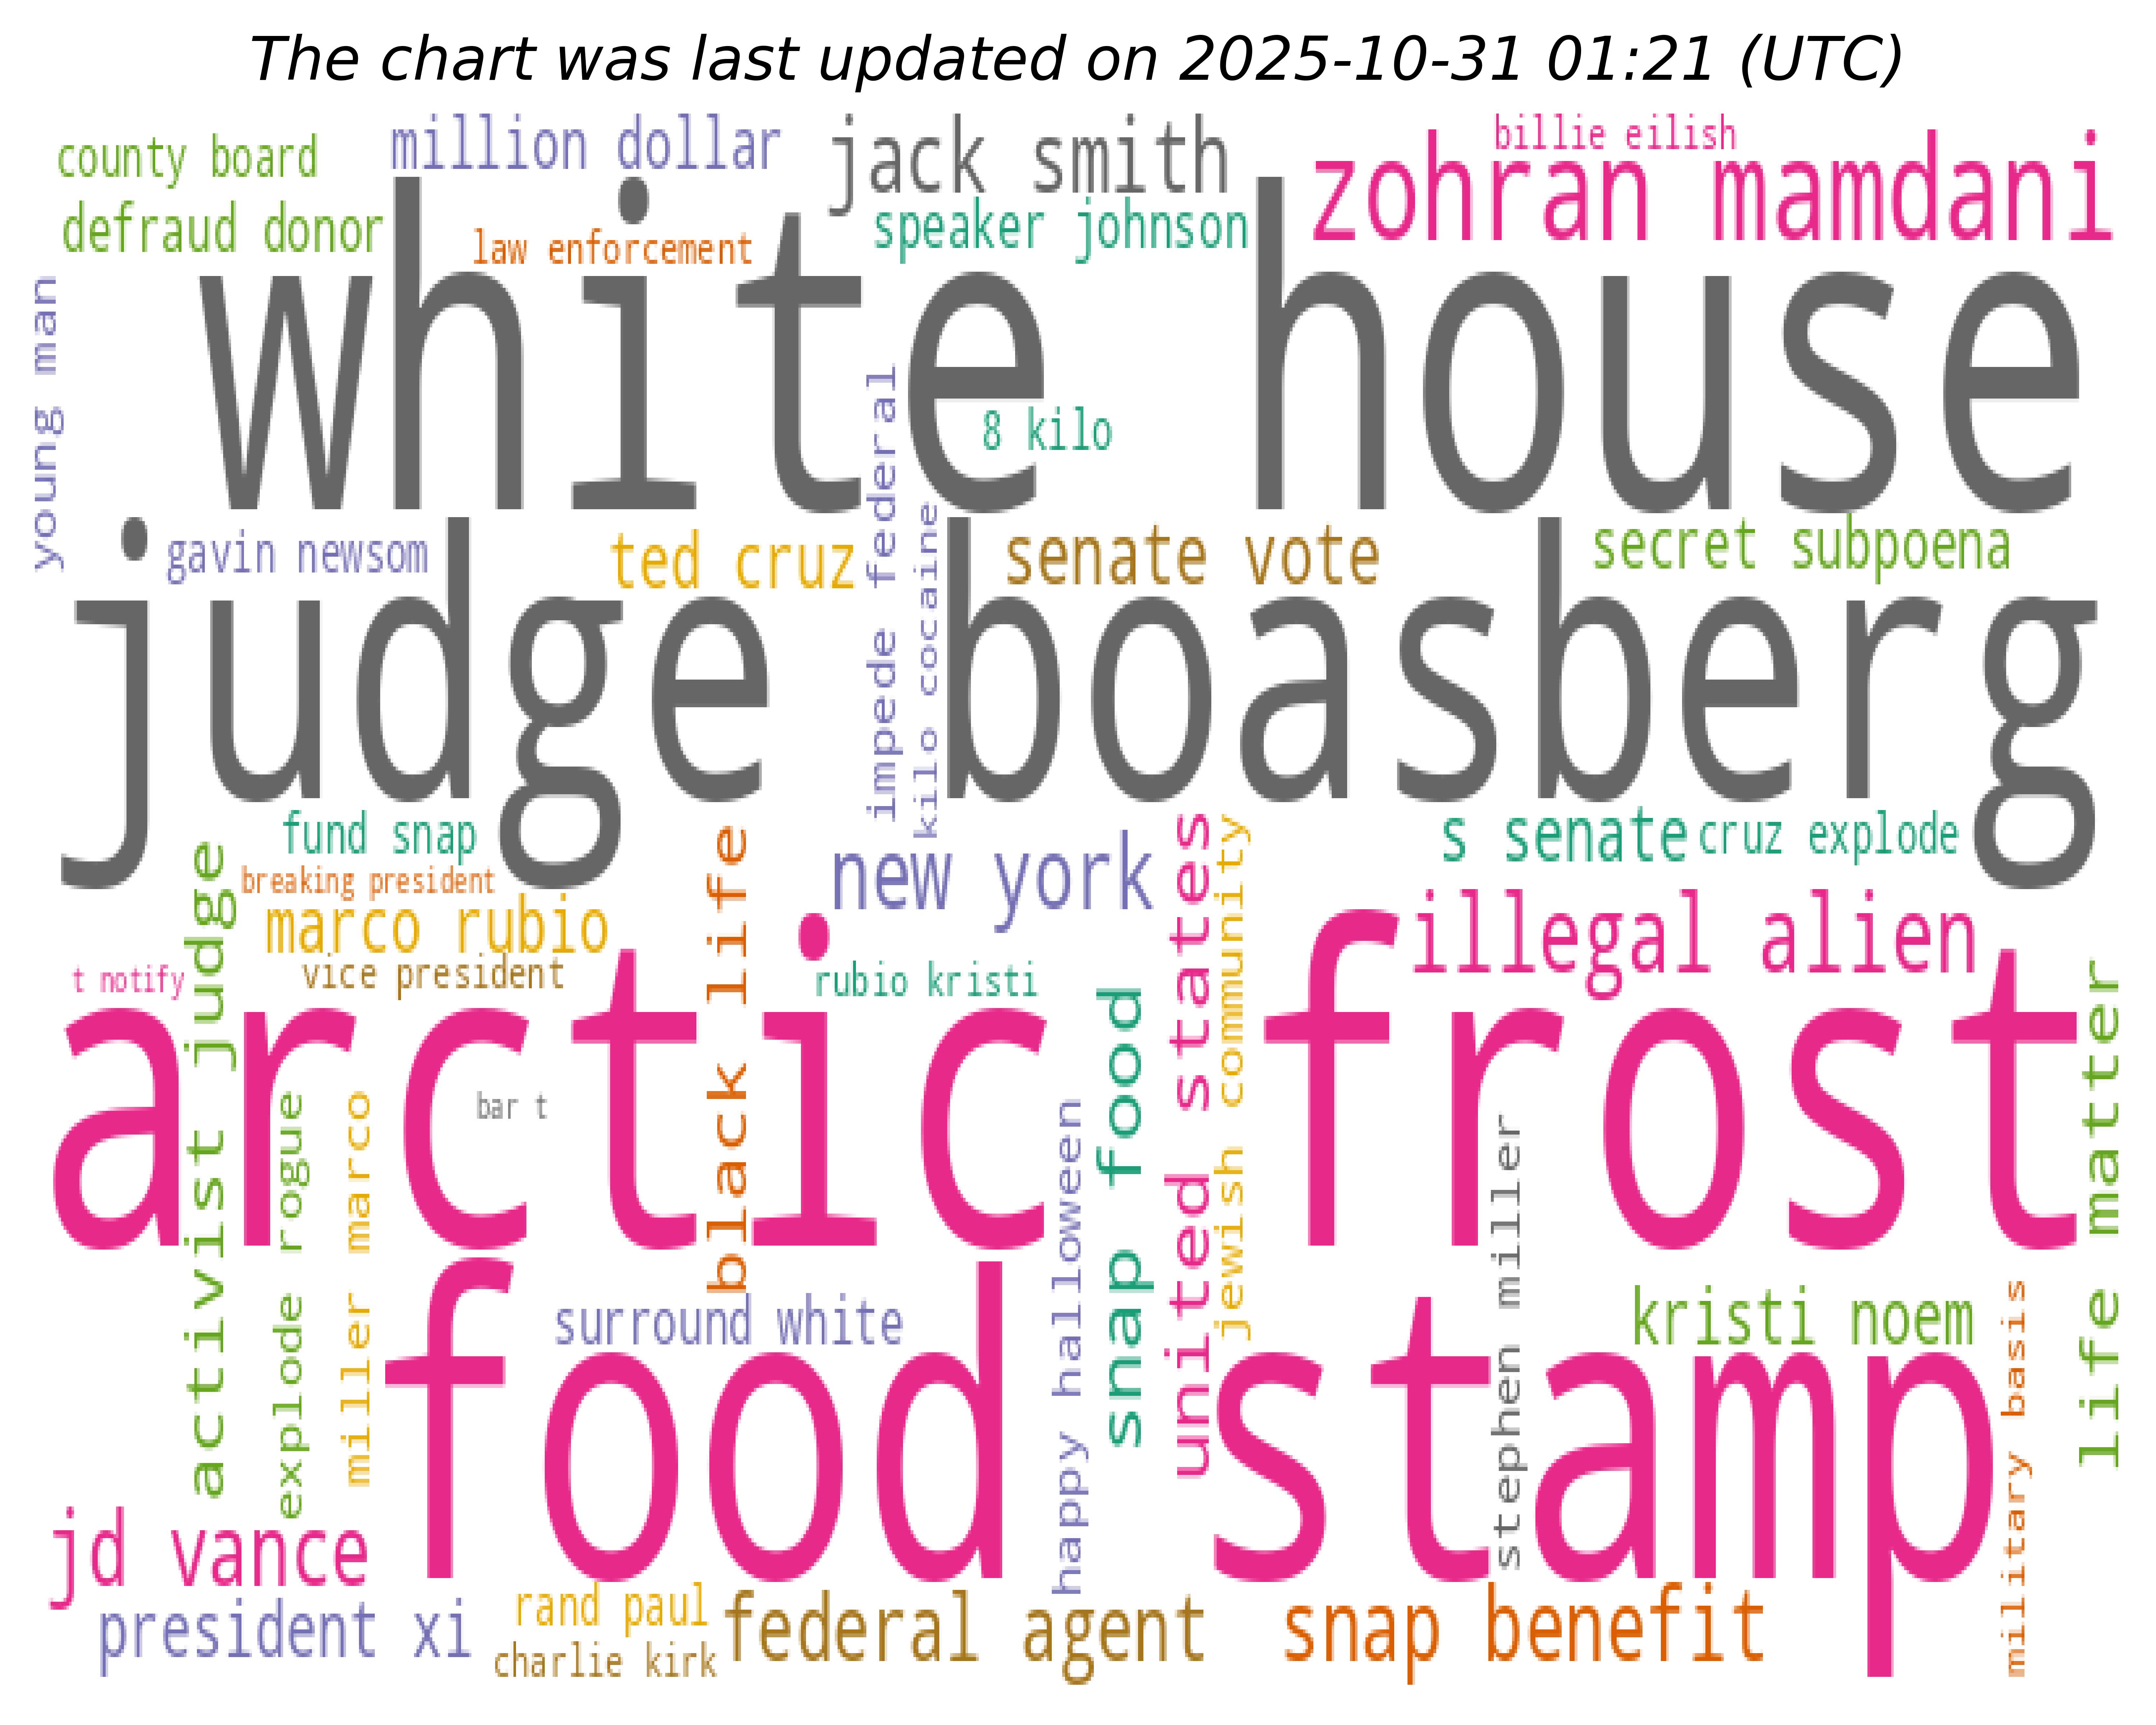 The chart was last updated on 2025-10-31 01:21 (UTC)
county board
million dollar
jack smith
billie eilish
zohran mamdani
defraud donor
law enforcement
speaker johnson
white house
young man
8 kilo
impede federal
kilo cocaine
gavin newsom
ted cruz
senate vote
secret subpoena
judge boasberg
fund snap
breaking president
marco rubio
vice president
t notify
activist judge
black life
new york
rubio kristi
united states
jewish community
s senate
cruz explode
illegal alien
arctic frost
bar t
explode rogue
miller marco
happy halloween
snap food
stephen miller
life matter
surround white
kristi noem
food stamp
military basis
jd vance
president xi
rand paul
charlie kirk
federal agent
snap benefit